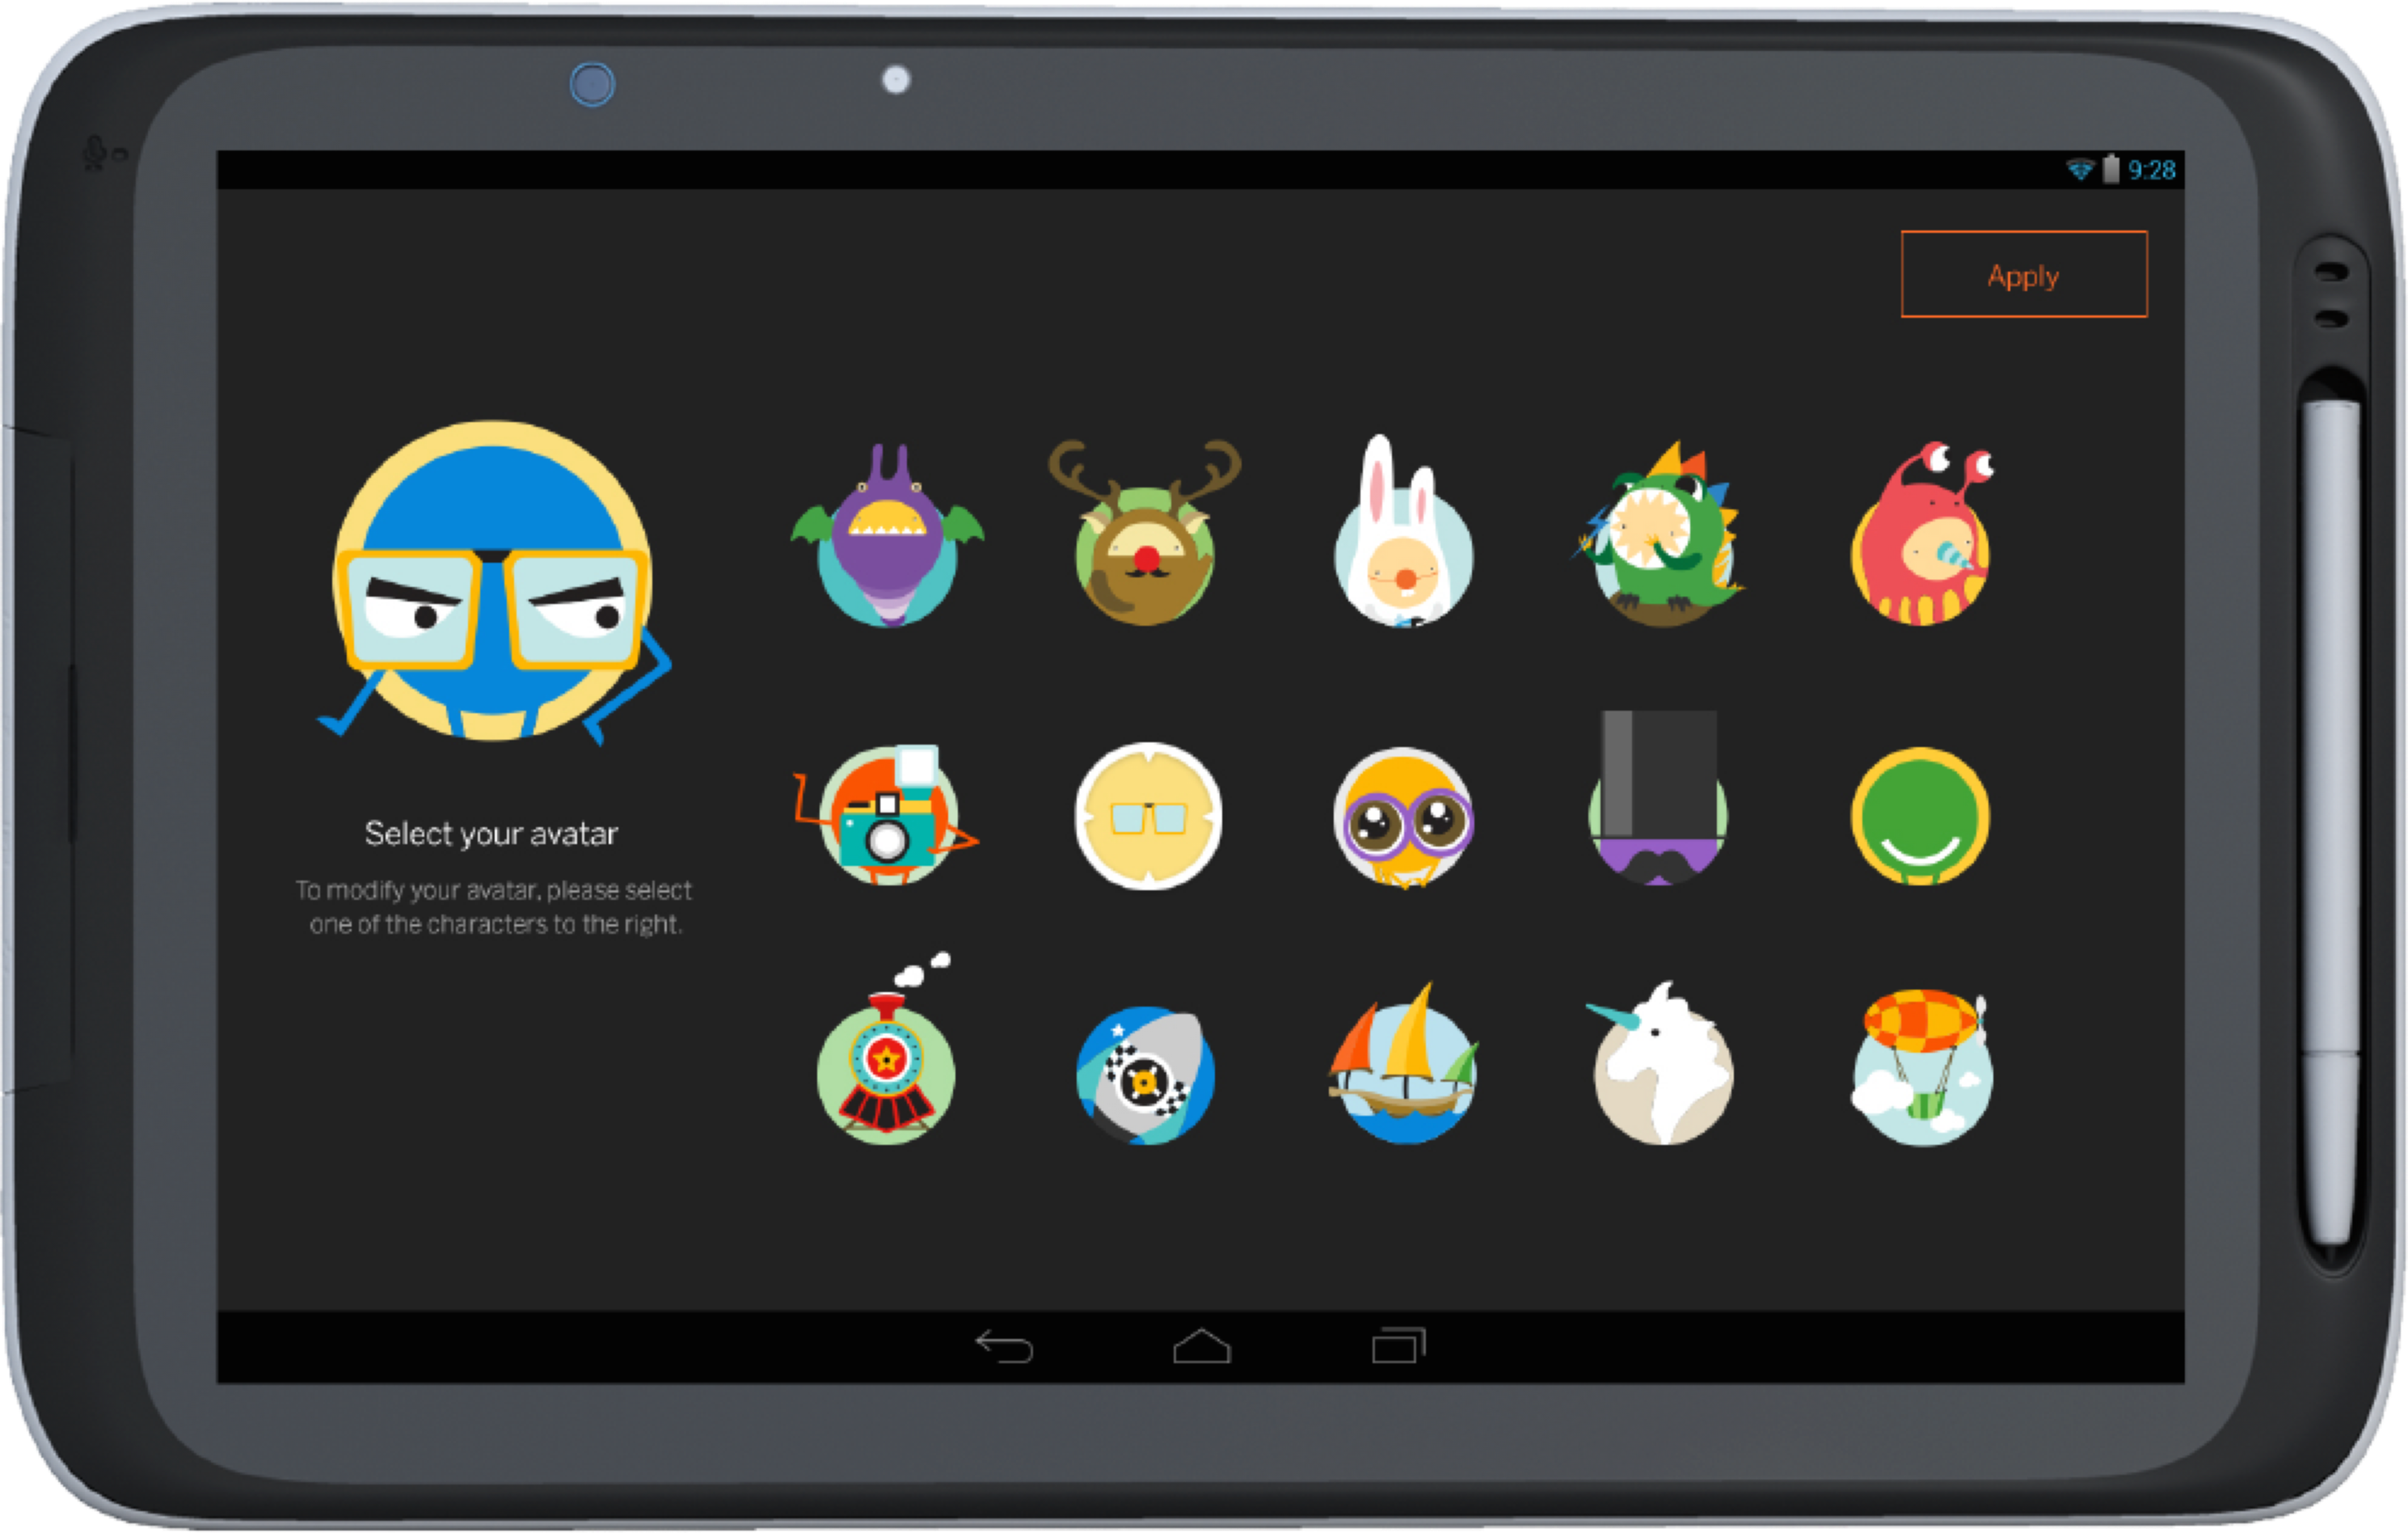 9:28
Apply
Select your avatar
To modify your avatar, please select
one of the characters to the right.